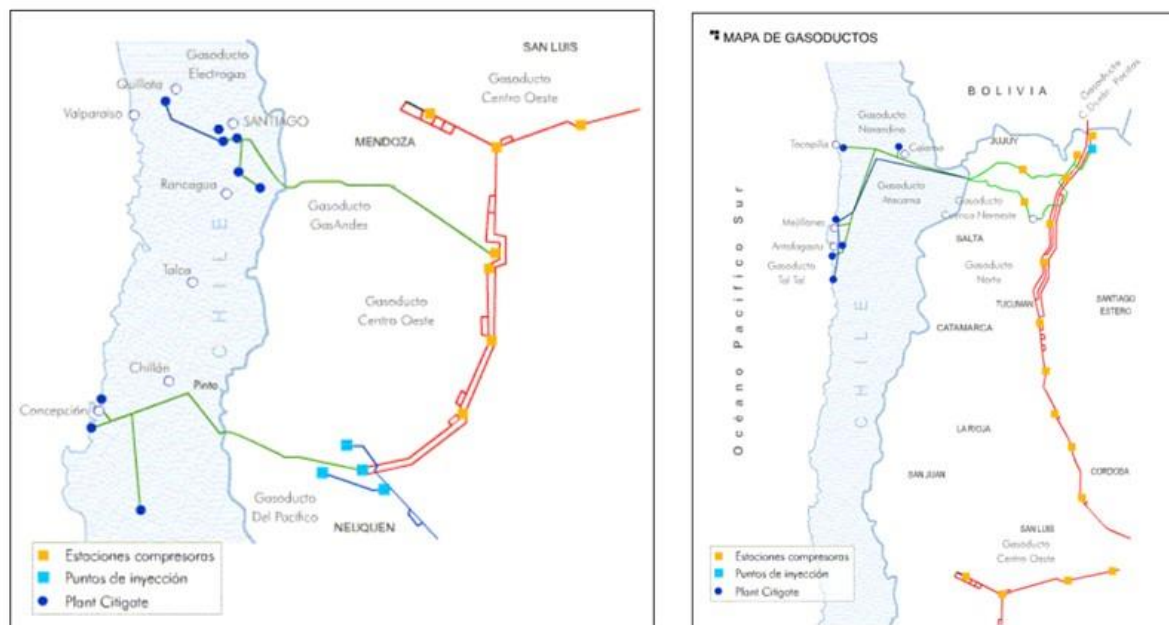 SAN LUIS
Gasoducto
Electrogas
Gasoducto
Centro Oeste
Quillota
Valparaiso
SANTIAGO
MENDOZA
Rancagua
Gasoducto
GasAndes
CHILE
Talca
Gasoducto
Centro Oeste
Chillán
Pinto
Concepción
Gasoducto
Del Pacifico
NEUQUEN
Estaciones compresoras
Puntos de inyección
Plant Citigate
MAPA DE GASODUCTOS
BOLIVIA
Gasoducto
Gasoducto
Norandino
JUJUY
Tocopilla
Calama
Gasoducto
Atacama
Gasoducto
Cuenca Noroeste
Mejillones
SALTA
Antofagasta
Gasoducto
Tal Tal
Gasoducto
Norte
Océano Pacifico Sur
CHILE
TUCUMAN
SANTIAGO
ESTERO
CATAMARCA
LA RIOJA
SAN JUAN
CORDOBA
SAN LUIS
Gasoducto
Centro Oeste
Estaciones compresoras
Puntos de inyección
Plant Citigate